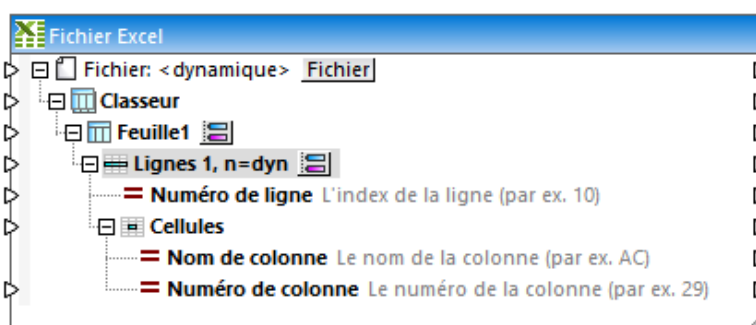 Fichier Excel
Fichier: <dynamique> Fichier
Classeur
Feuille1
Lignes 1, n=dyn
Numéro de ligne L'index de la ligne (par ex. 10)
Cellules
Nom de colonne Le nom de la colonne (par ex. AC)
Numéro de colonne Le numéro de la colonne (par ex. 29)